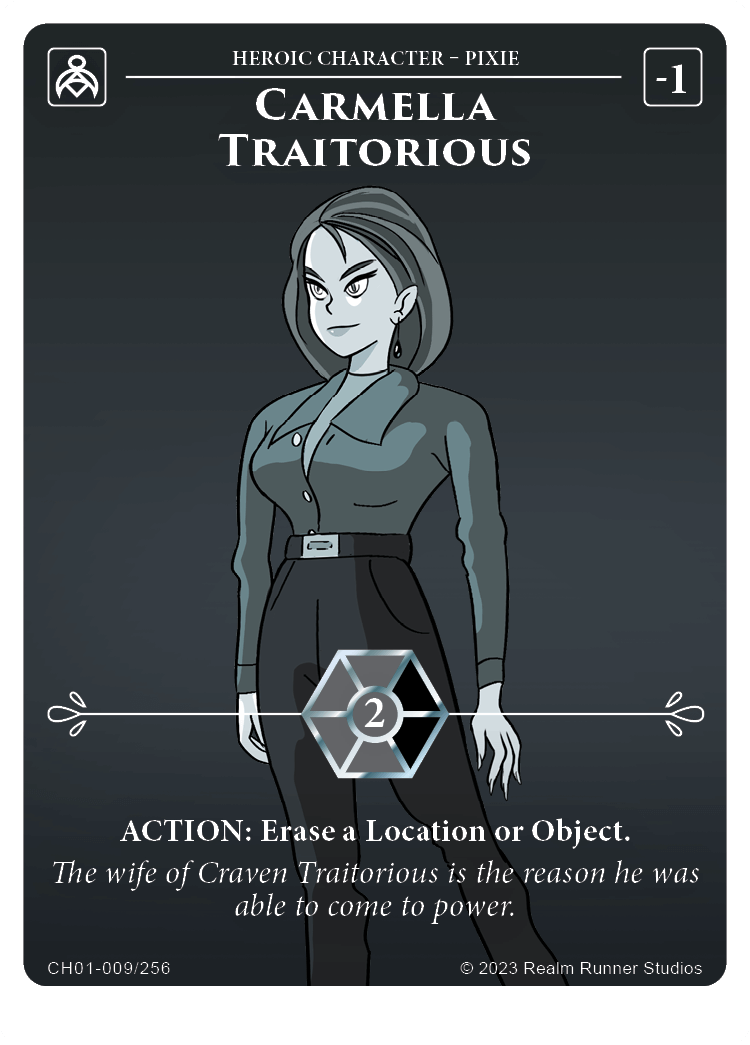 HEROIC CHARACTER – PIXIE
-1
CARMELLA
TRAITORIOUS
2
ACTION: Erase a Location or Object.
The wife of Craven Traitorious is the reason he was
able to come to power.
CH01-009/256
© 2023 Realm Runner Studios